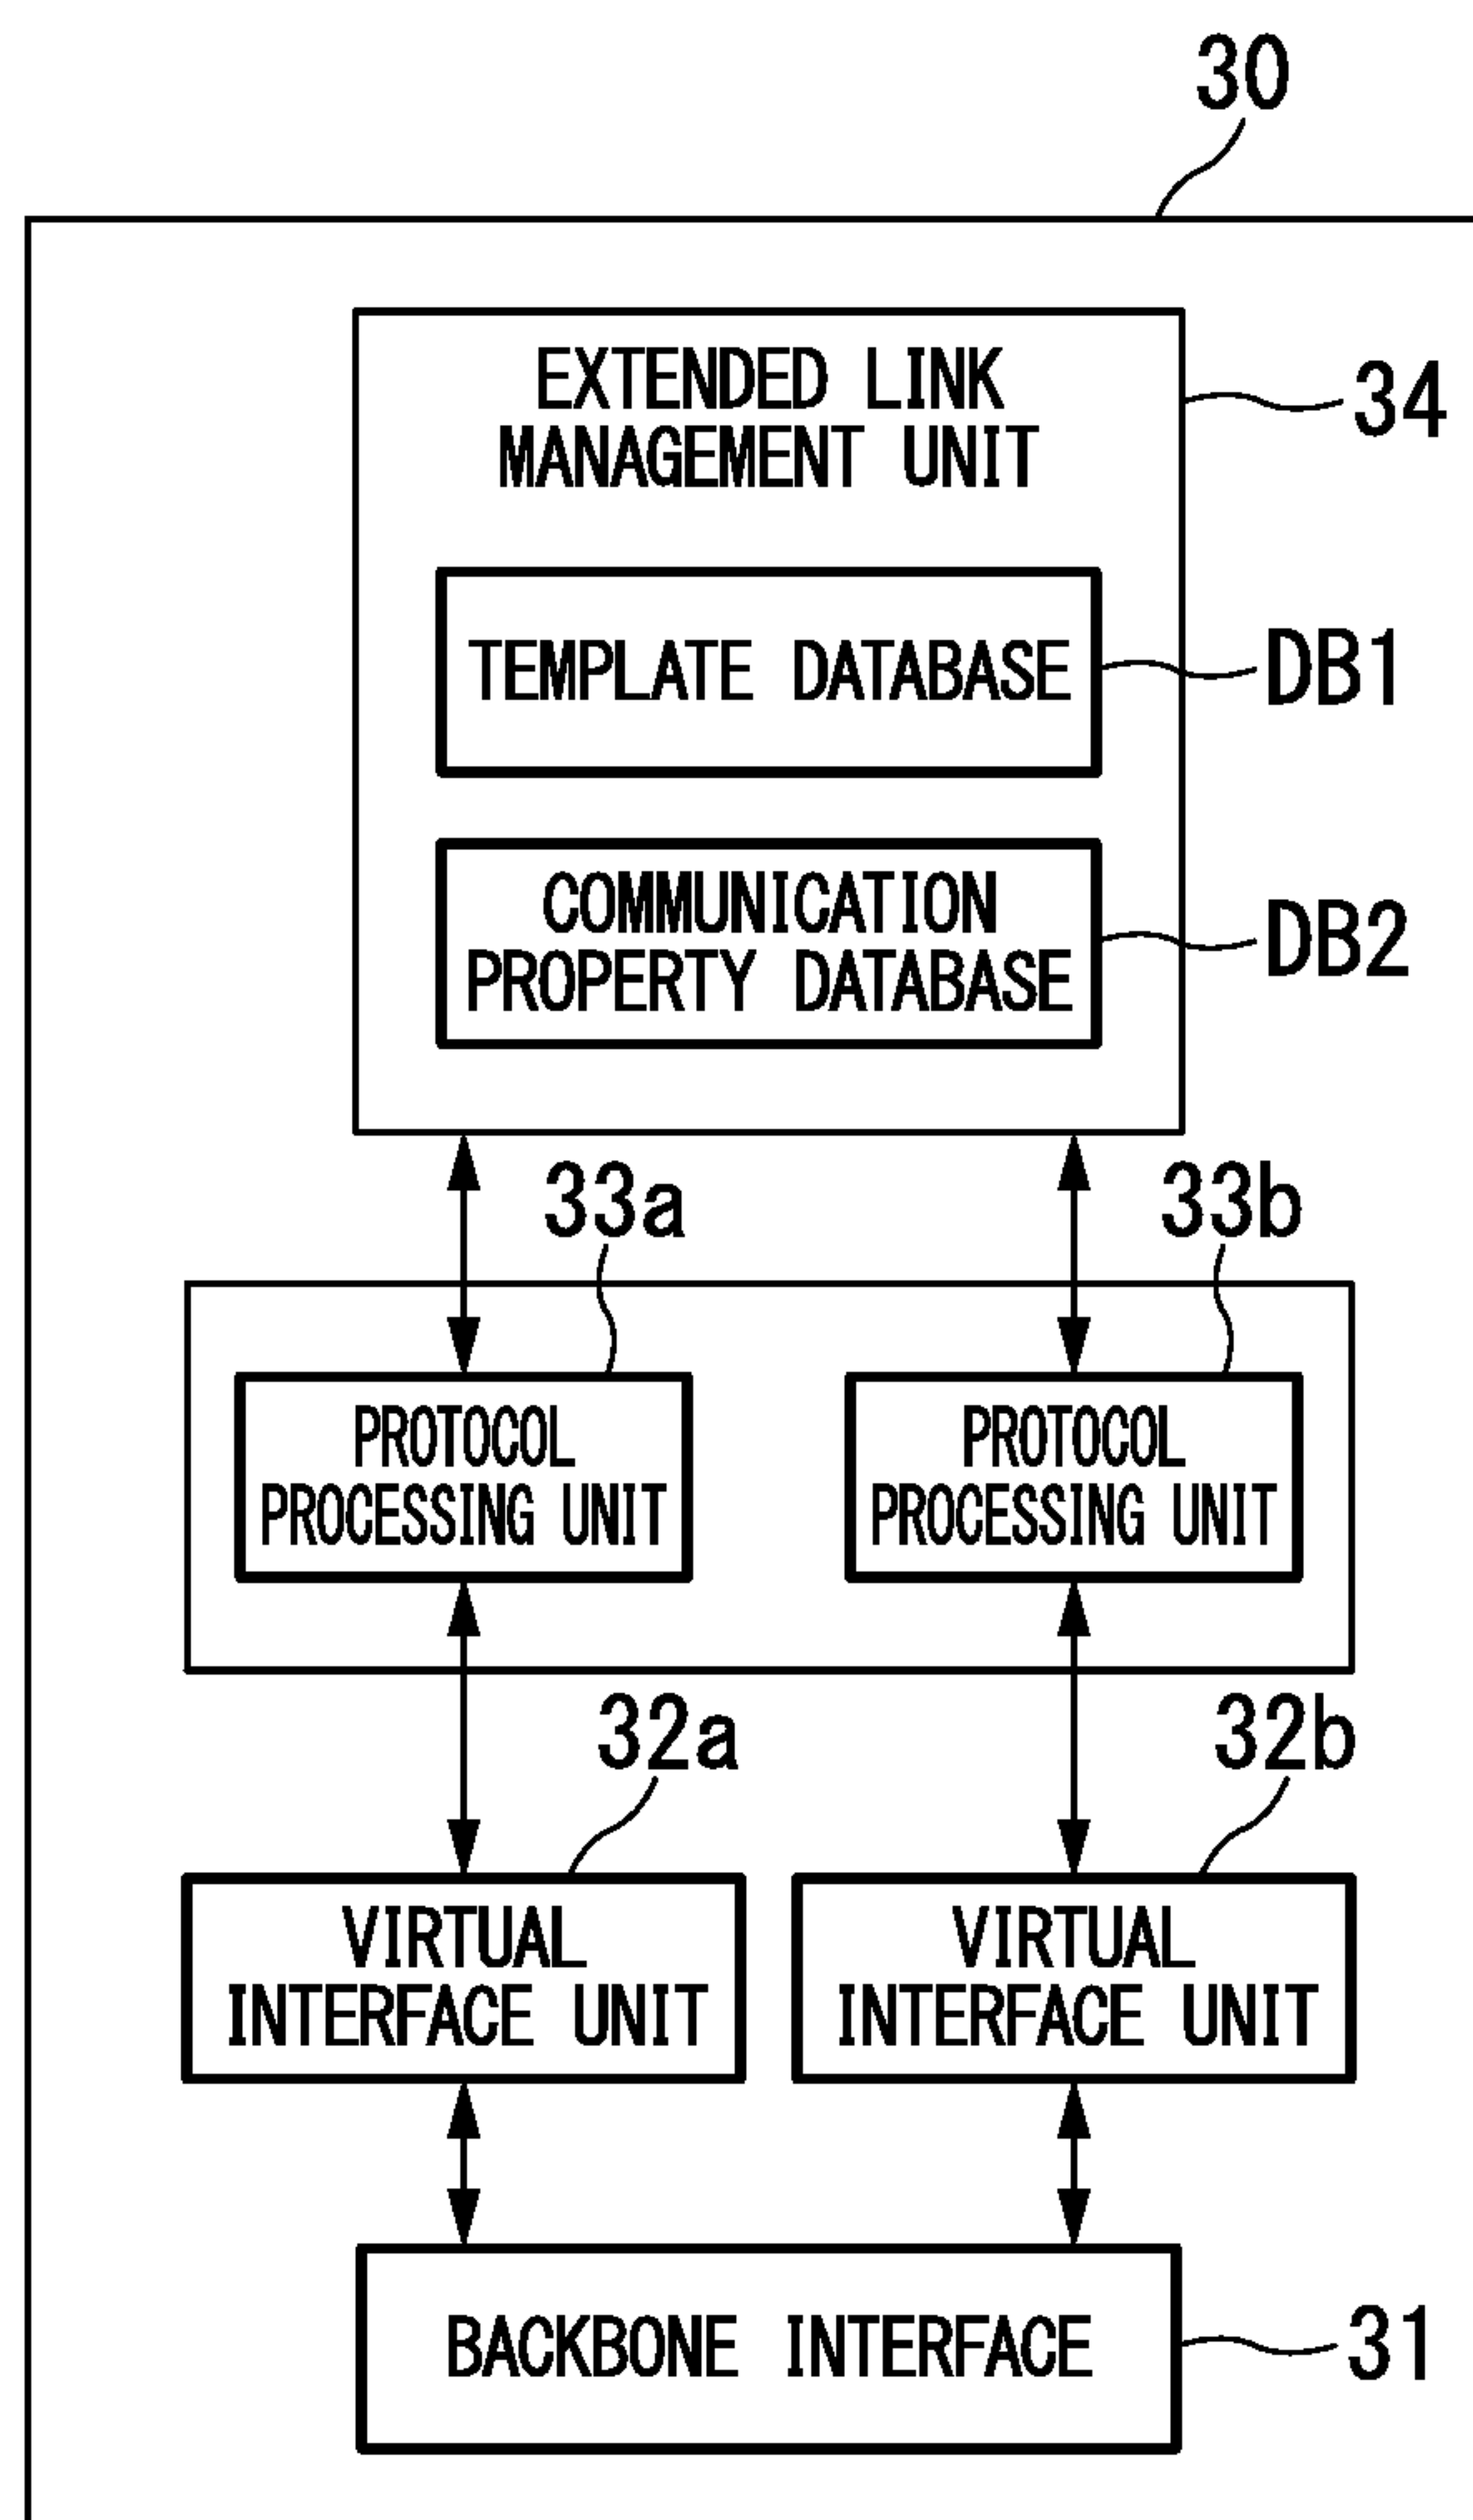 30
EXTENDED LINK
MANAGEMENT UNIT
34
TEMPLATE DATABASE
DB1
COMMUNICATION
PROPERTY DATABASE
DB2
33a
33b
PROTOCOL
PROCESSING UNIT
PROTOCOL
PROCESSING UNIT
32a
32b
VIRTUAL
INTERFACE UNIT
VIRTUAL
INTERFACE UNIT
BACKBONE INTERFACE
31